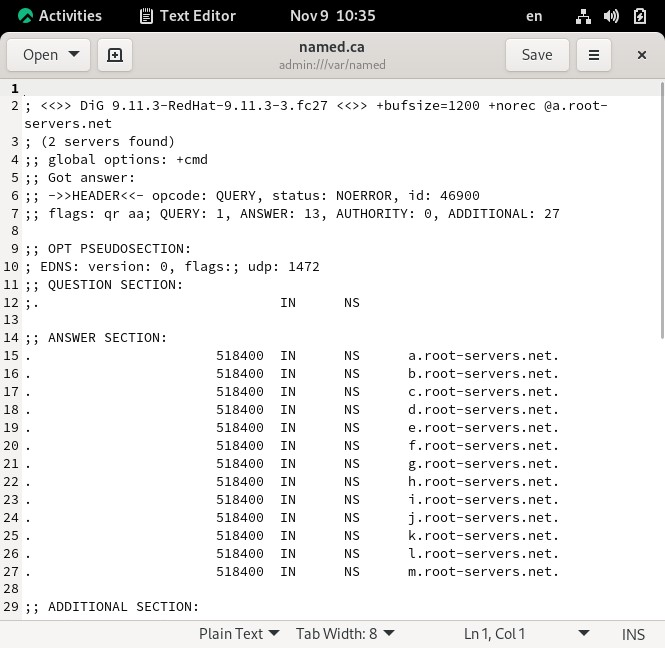 Activities Text Editor Nov 9 10:35 en
Open named.ca Save
admin:///var/named
1
2 ; <<>> DiG 9.11.3-RedHat-9.11.3-3.fc27 <<>> +bufsize=1200 +norec @a.root-
servers.net
3 ; (2 servers found)
4 ;; global options: +cmd
5 ;; Got answer:
6 ;; ->>HEADER<<- opcode: QUERY, status: NOERROR, id: 46900
7 ;; flags: qr aa; QUERY: 1, ANSWER: 13, AUTHORITY: 0, ADDITIONAL: 27
8
9 ;; OPT PSEUDOSECTION:
10 ; EDNS: version: 0, flags:; udp: 1472
11 ;; QUESTION SECTION:
12 ;. IN NS
13
14 ;; ANSWER SECTION:
15 . 518400 IN NS a.root-servers.net.
16 . 518400 IN NS b.root-servers.net.
17 . 518400 IN NS c.root-servers.net.
18 . 518400 IN NS d.root-servers.net.
19 . 518400 IN NS e.root-servers.net.
20 . 518400 IN NS f.root-servers.net.
21 . 518400 IN NS g.root-servers.net.
22 . 518400 IN NS h.root-servers.net.
23 . 518400 IN NS i.root-servers.net.
24 . 518400 IN NS j.root-servers.net.
25 . 518400 IN NS k.root-servers.net.
26 . 518400 IN NS l.root-servers.net.
27 . 518400 IN NS m.root-servers.net.
28
29 ;; ADDITIONAL SECTION:
Plain Text Tab Width: 8 Ln 1, Col 1 INS